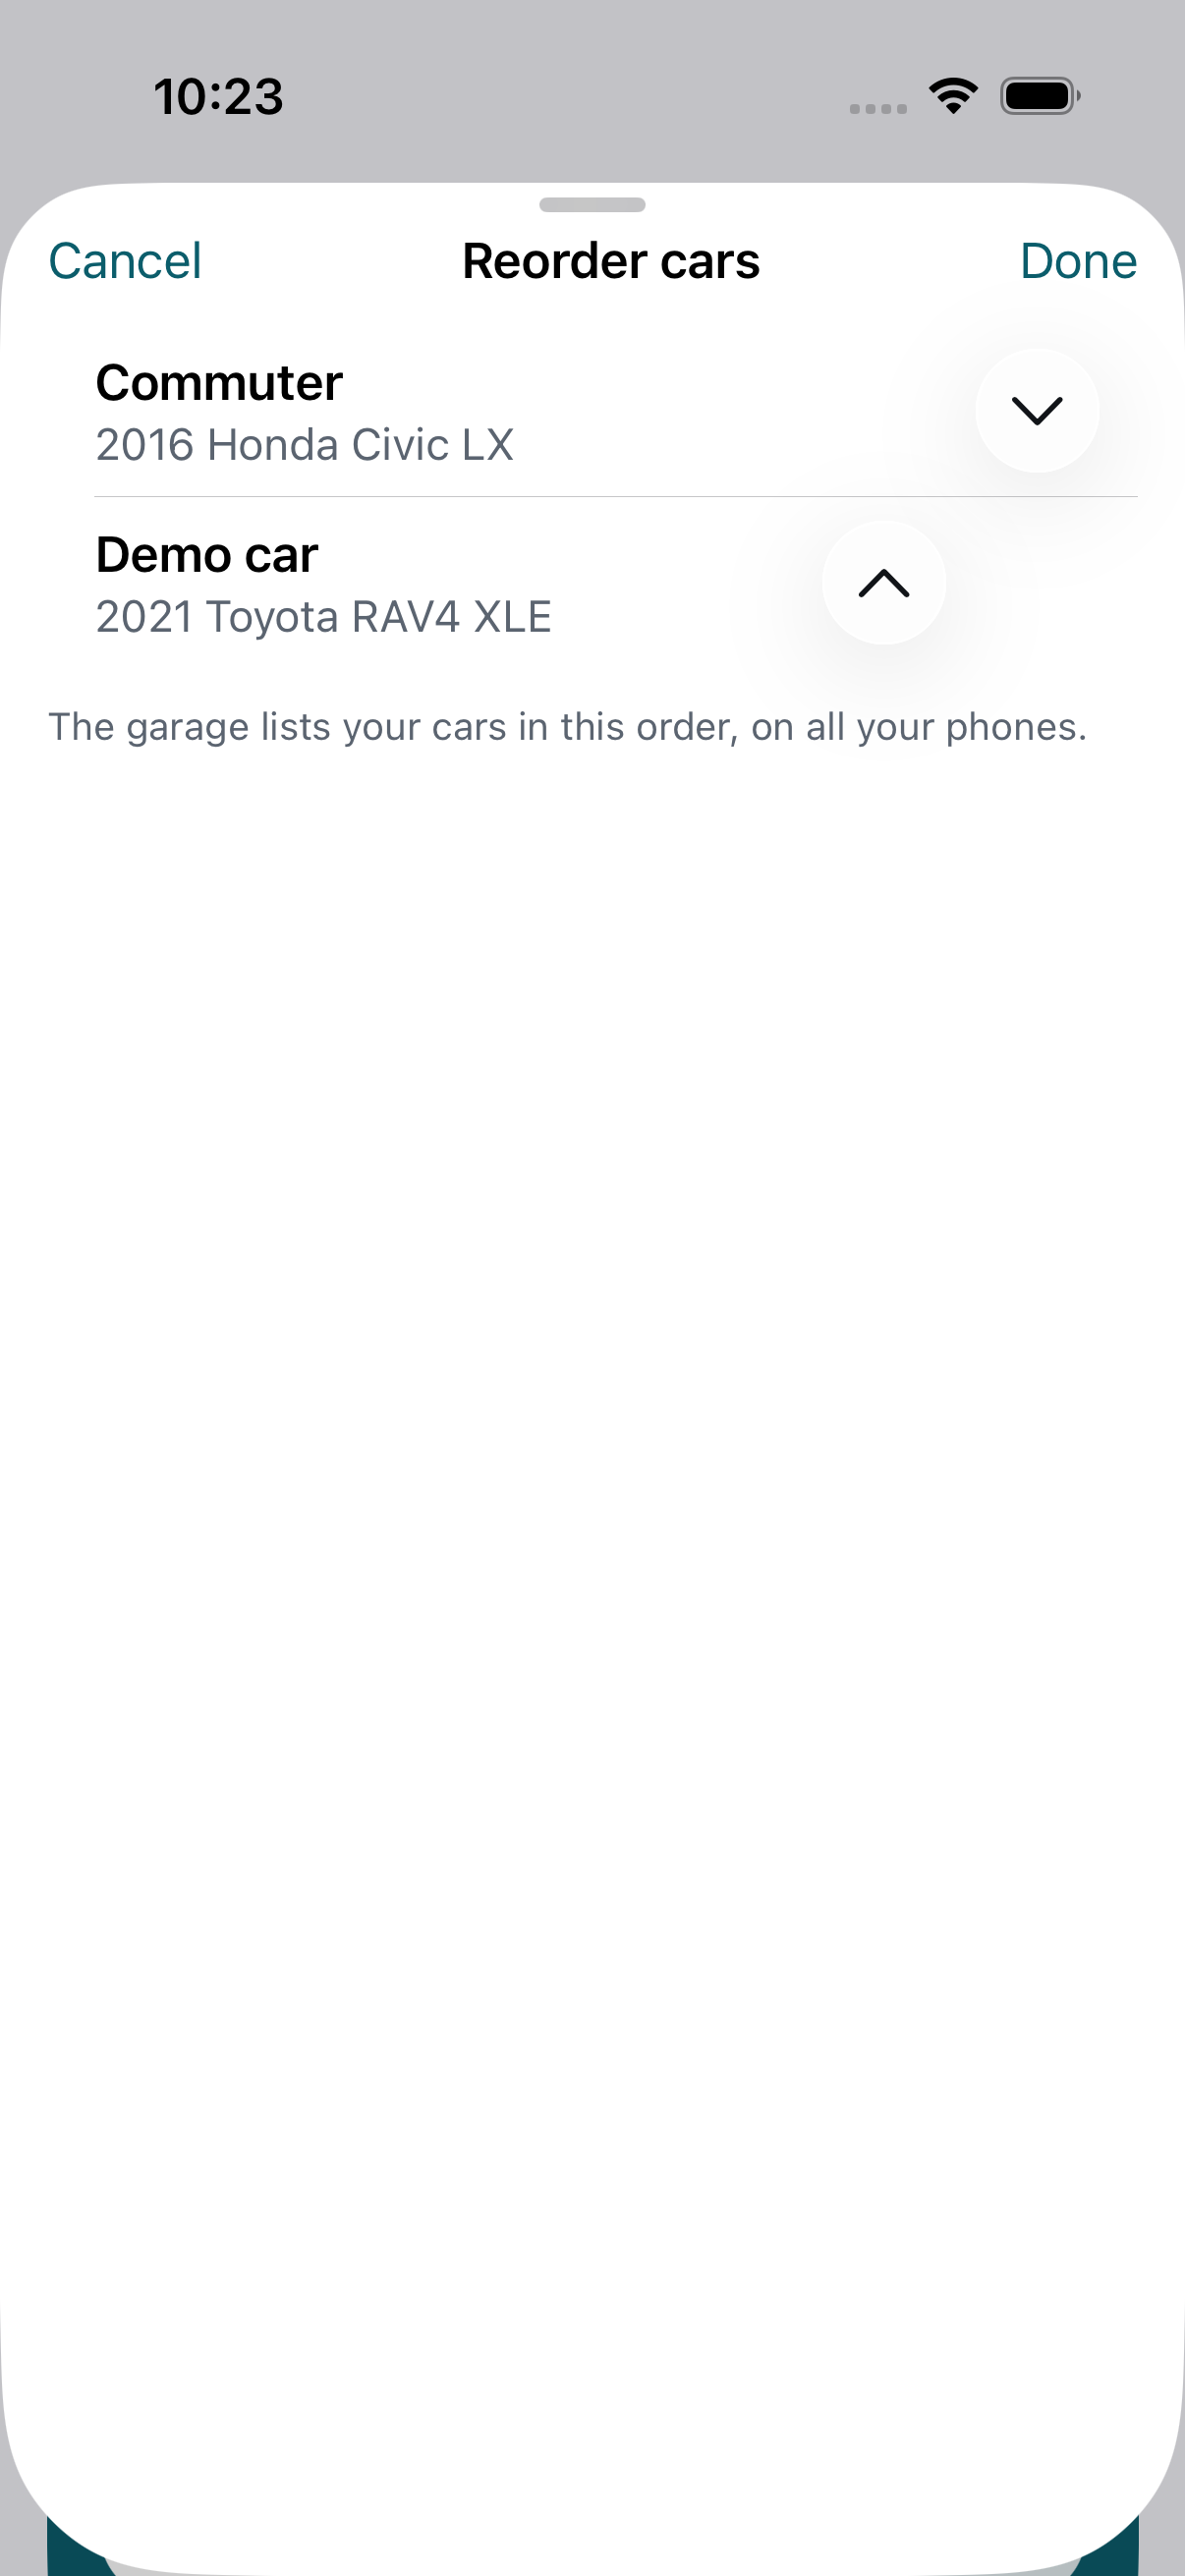 10:23
Cancel Reorder cars Done
Commuter
2016 Honda Civic LX
Demo car
2021 Toyota RAV4 XLE
The garage lists your cars in this order, on all your phones.